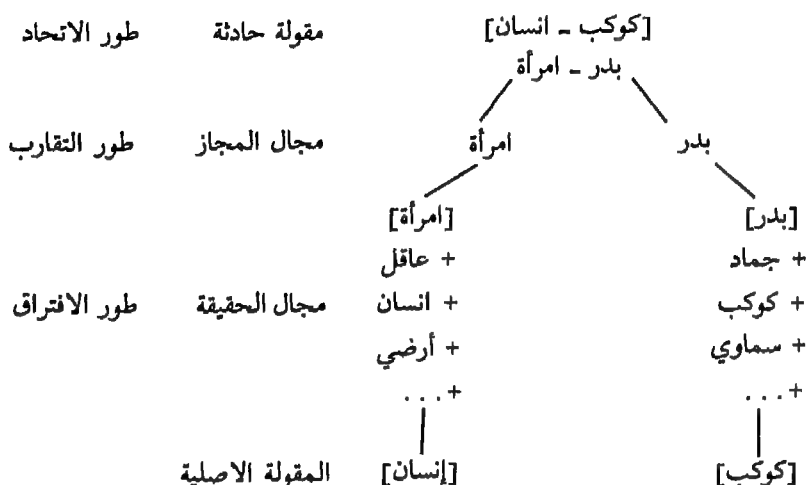 [كوكب - انسان] مقولة حادثة طور الاتحاد
بدر - امرأة
بدر امرأة مجال المجاز طور التقارب
[بدر] [امرأة]
+ جماد + عاقل
+ كوكب + انسان مجال الحقيقة طور الافتراق
+ سماوي + أرضي
+ . . . + . . .
[كوكب] [إنسان] المقولة الاصلية